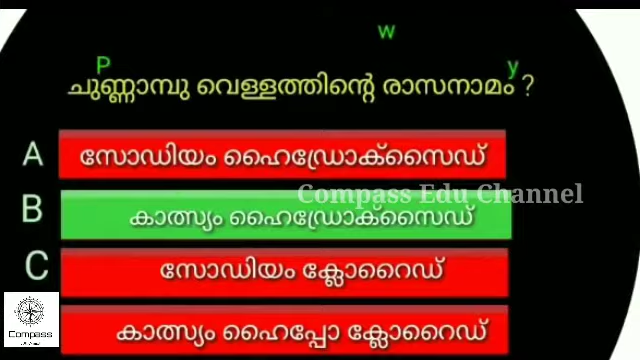 w
P
y
ചുണ്ണാമ്പു വെള്ളത്തിന്റെ രാസനാമം ?
A സോഡിയം ഹൈഡ്രോക്സൈഡ്
Compass Edu Channel
B കാത്സ്യം ഹൈഡ്രോക്സൈഡ്
C സോഡിയം ക്ലോറൈഡ്
കാത്സ്യം ഹൈപ്പോ ക്ലോറൈഡ്
Compass